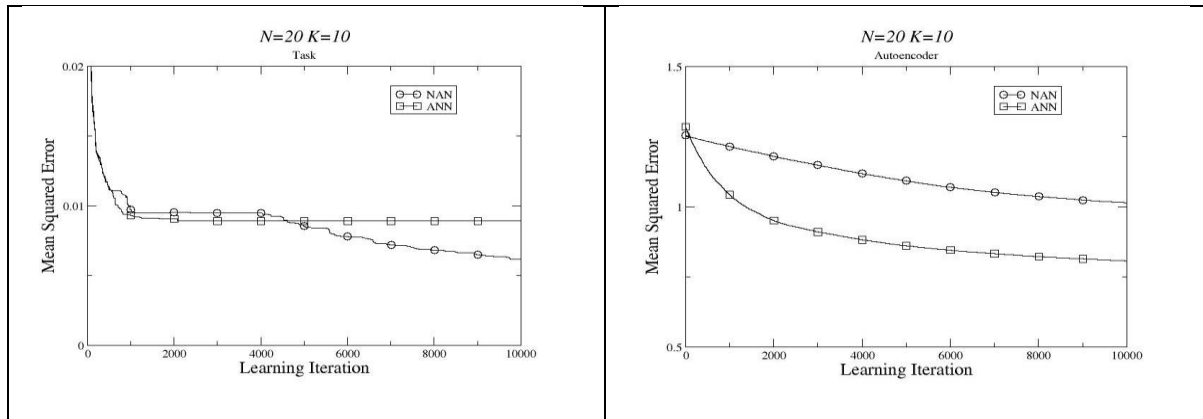 N=20 K=10
Task
0.02
0.01
0
Mean Squared Error
NAN
ANN
0 2000 4000 6000 8000 10000
Learning Iteration
N=20 K=10
Autoencoder
1.5
1
0.5
Mean Squared Error
NAN
ANN
0 2000 4000 6000 8000 10000
Learning Iteration